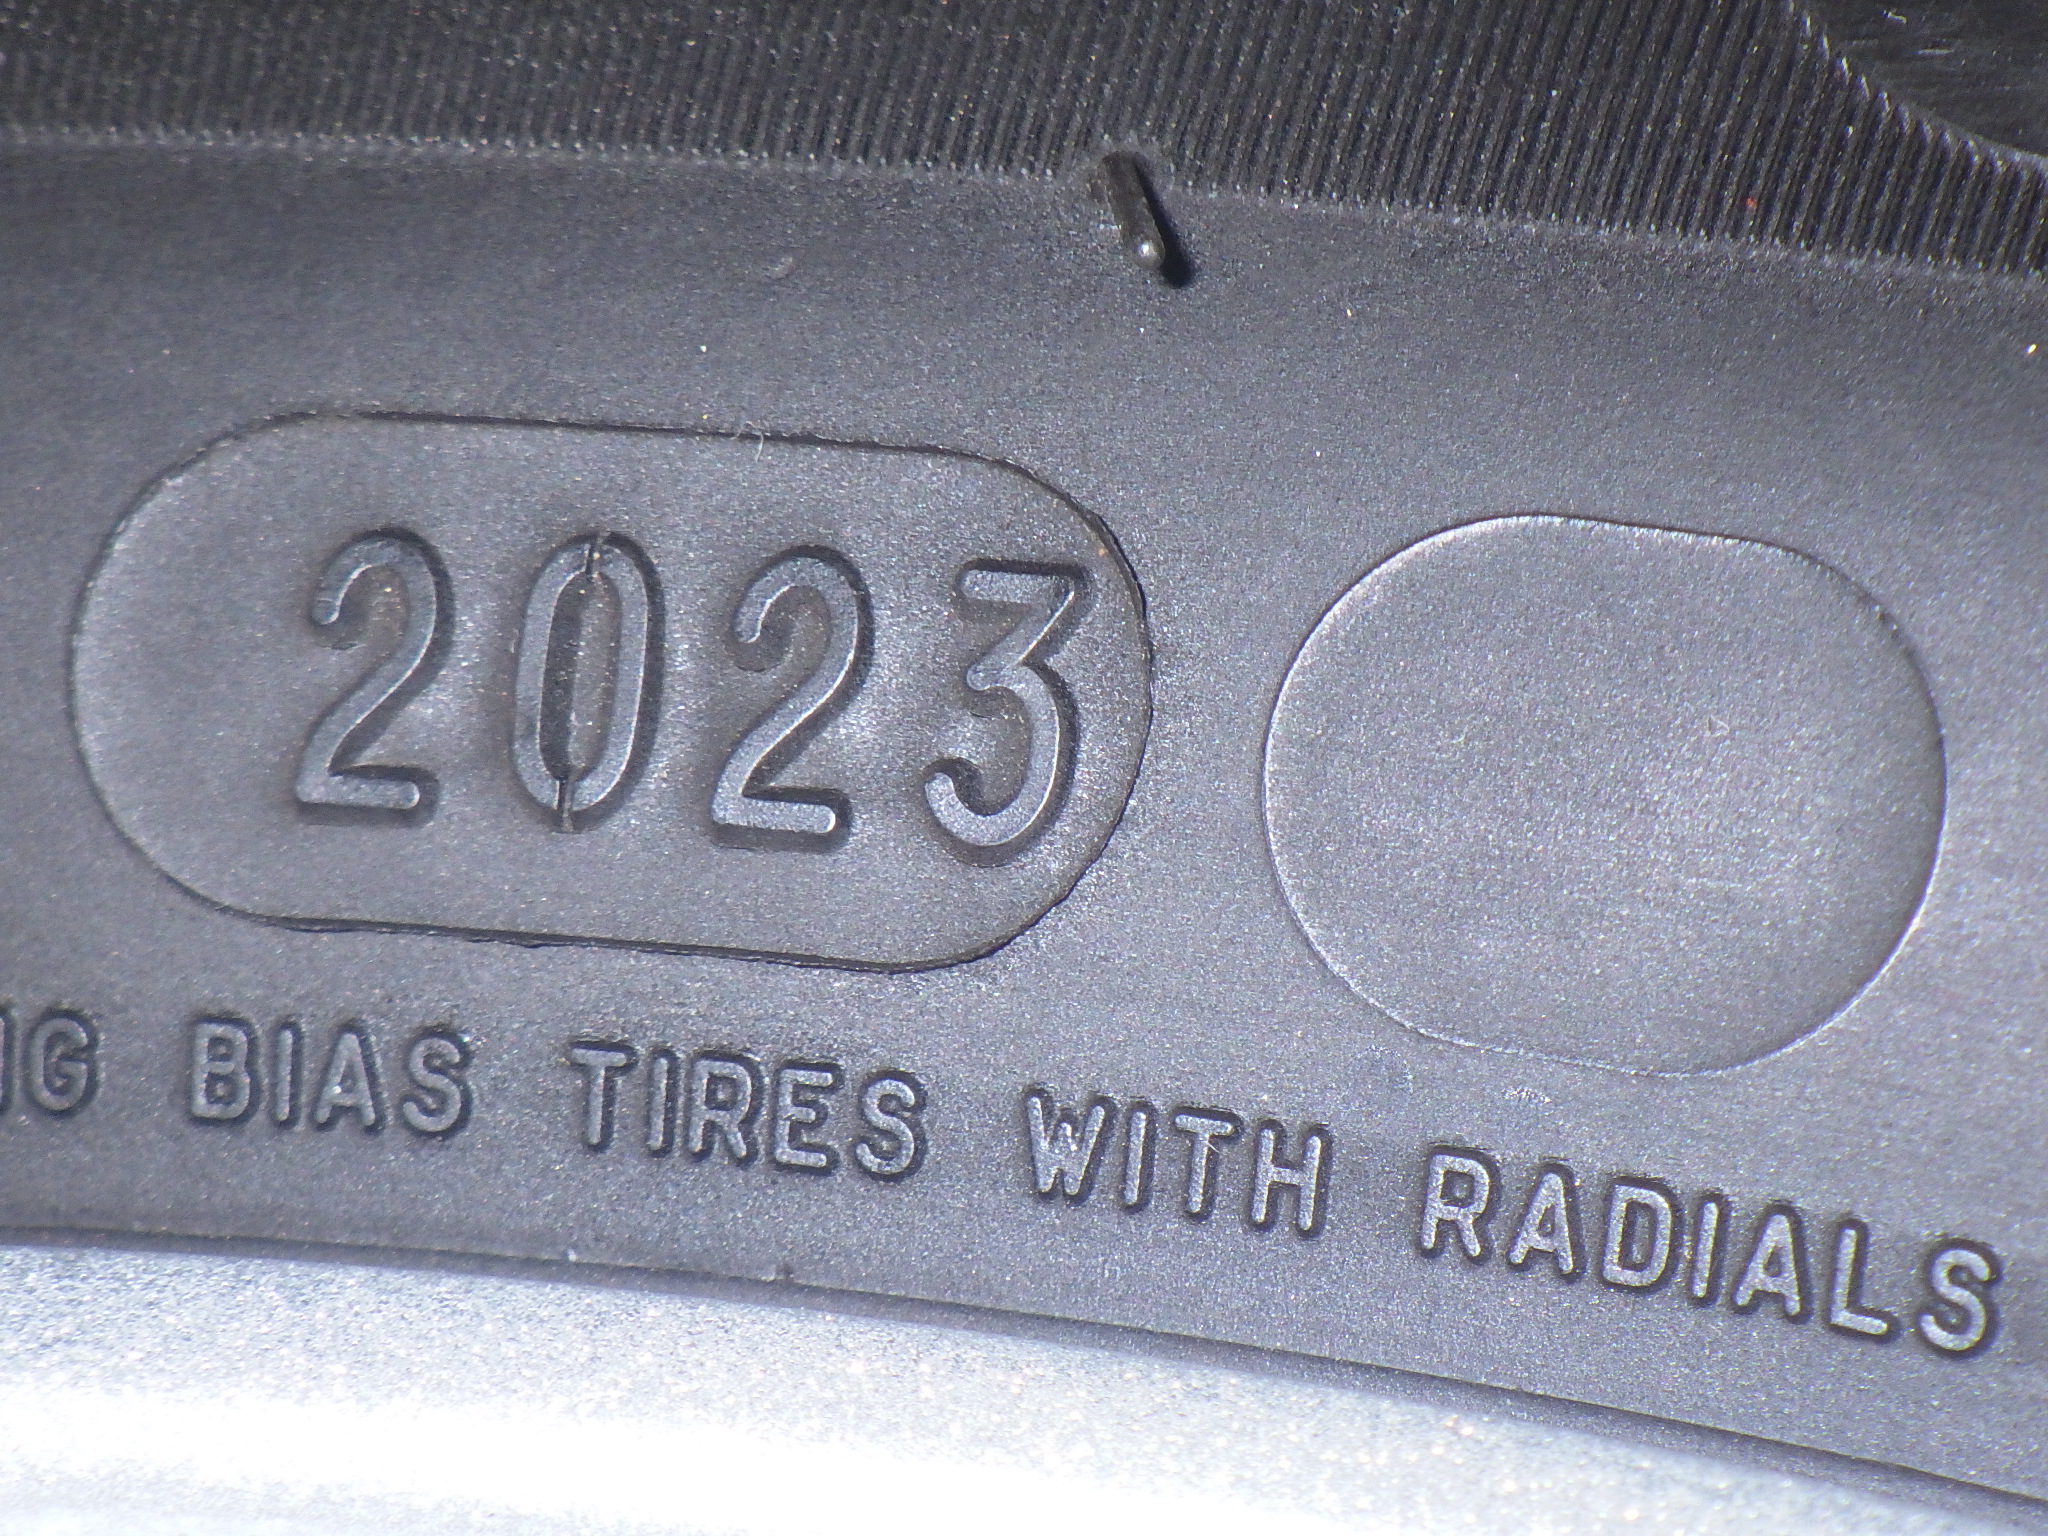 2023
BIAS TIRES WITH RADIALS